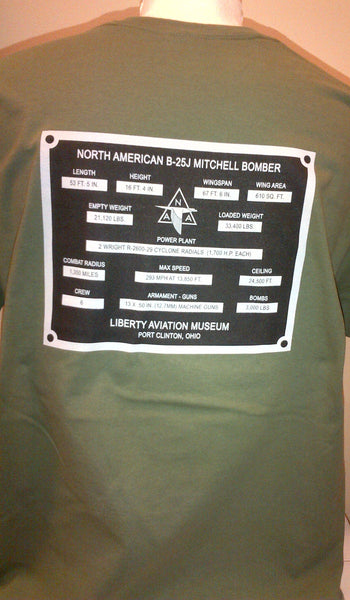 NORTH AMERICAN B-25J MITCHELL BOMBER
LENGTH HEIGHT WINGSPAN WING AREA
53 FT. 5 IN. 16 FT. 4 IN 67 FT. 6 IN. 610 SQ. FT.
N
A A
EMPTY WEIGHT LOADED WEIGHT
21,120 LBS. 33,400 LBS.
POWER PLANT
2 WRIGHT R-2600-29 CYCLONE RADIALS (1,700 H.P. EACH)
COMBAT RADIUS MAX SPEED CEILING
1,350 MILES 293 MPH AT 13,850 FT. 24,500 FT.
CREW ARMAMENT - GUNS BOMBS
6 13 X .50 IN. (12.7MM) MACHINE GUNS 3,000 LBS
LIBERTY AVIATION MUSEUM
PORT CLINTON, OHIO